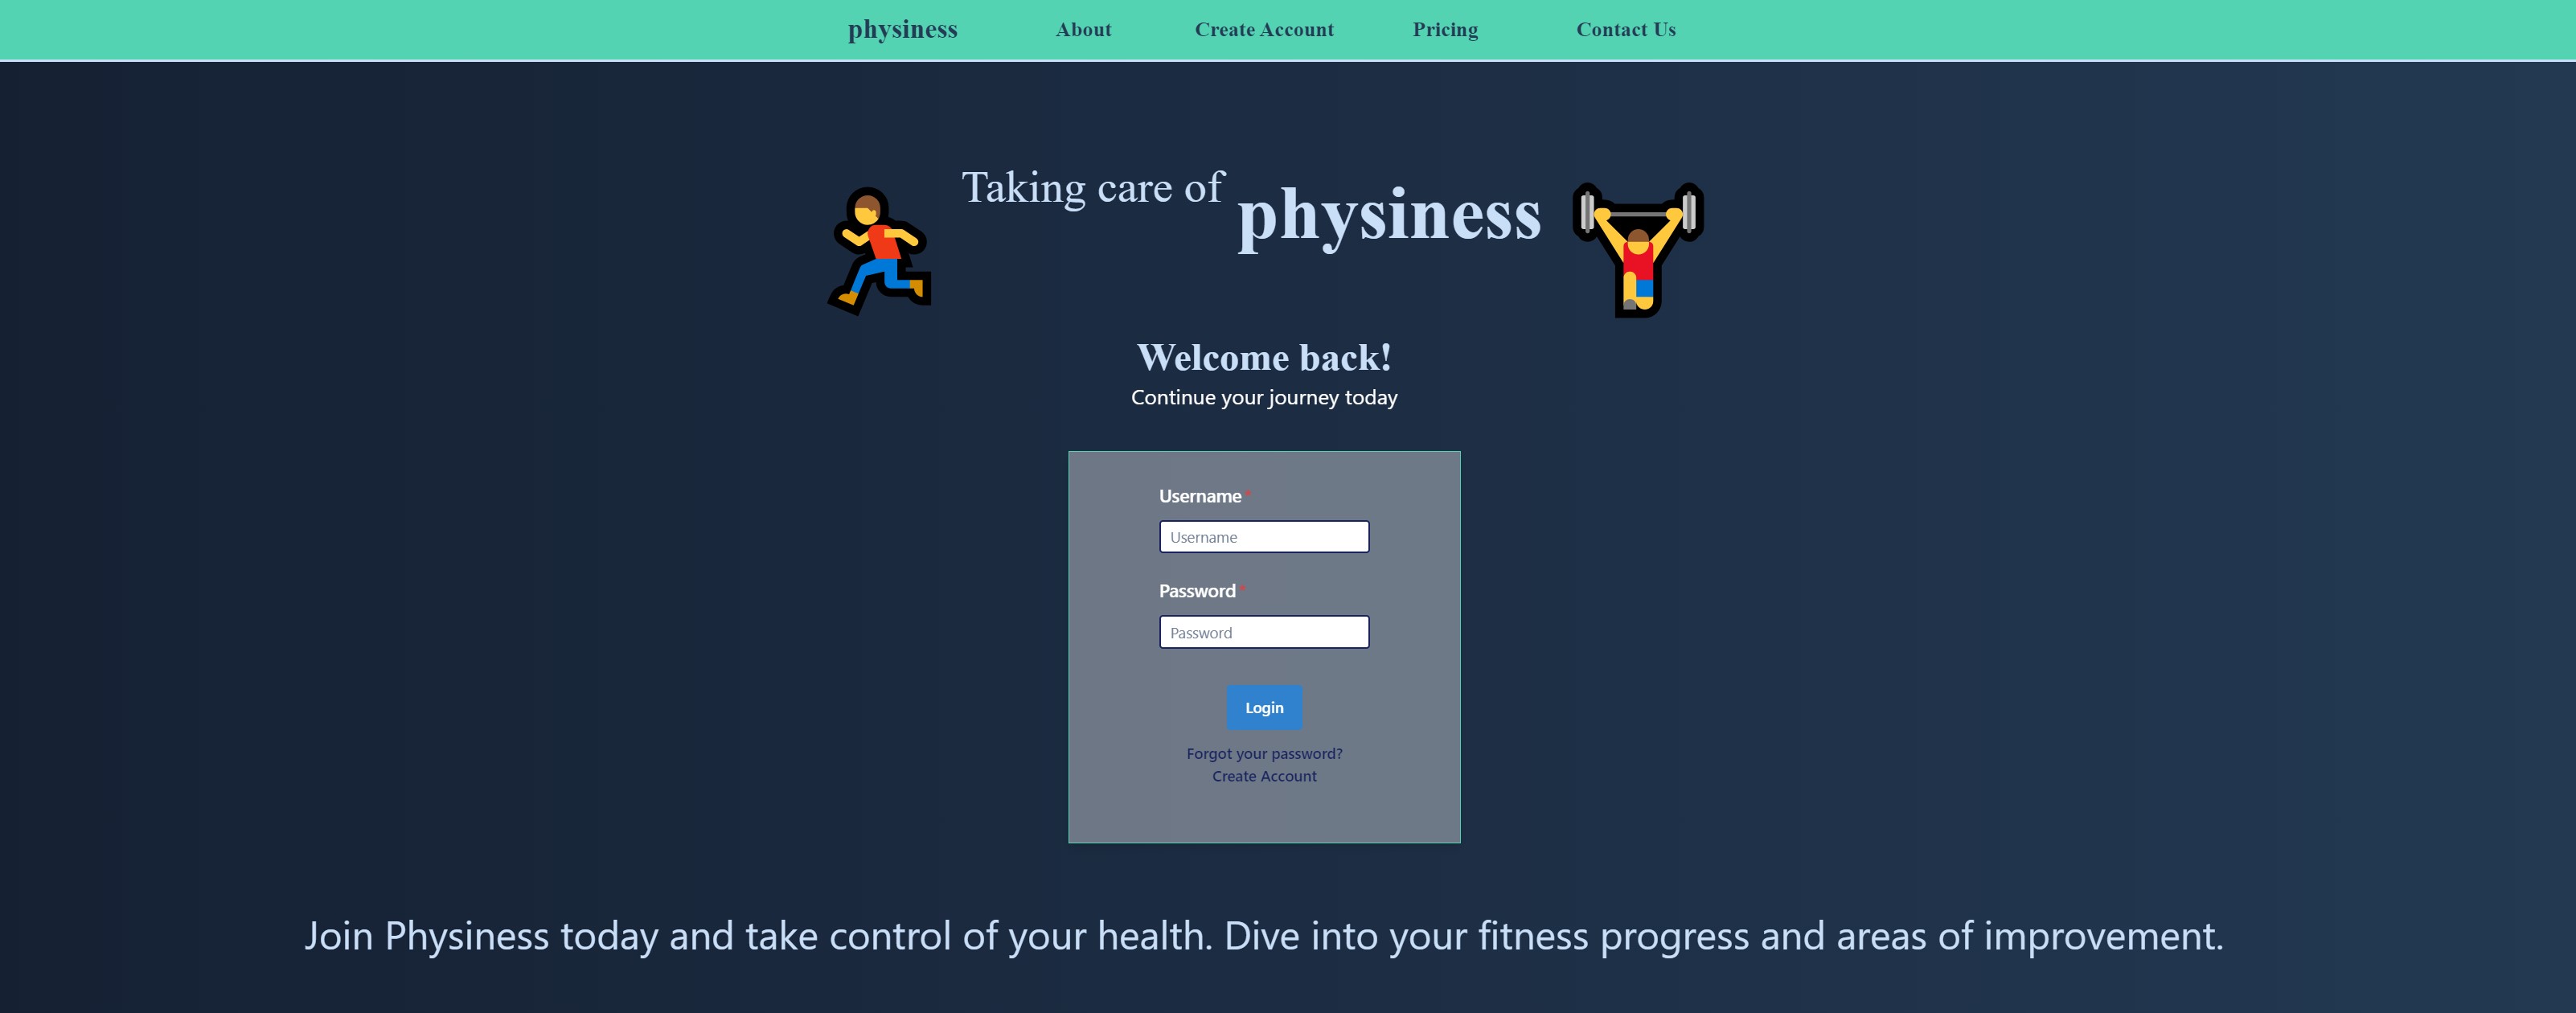 physiness About Create Account Pricing Contact Us
Taking care of physiness
Welcome back!
Continue your journey today
Username *
Username
Password *
Password
Login
Forgot your password?
Create Account
Join Physiness today and take control of your health. Dive into your fitness progress and areas of improvement.